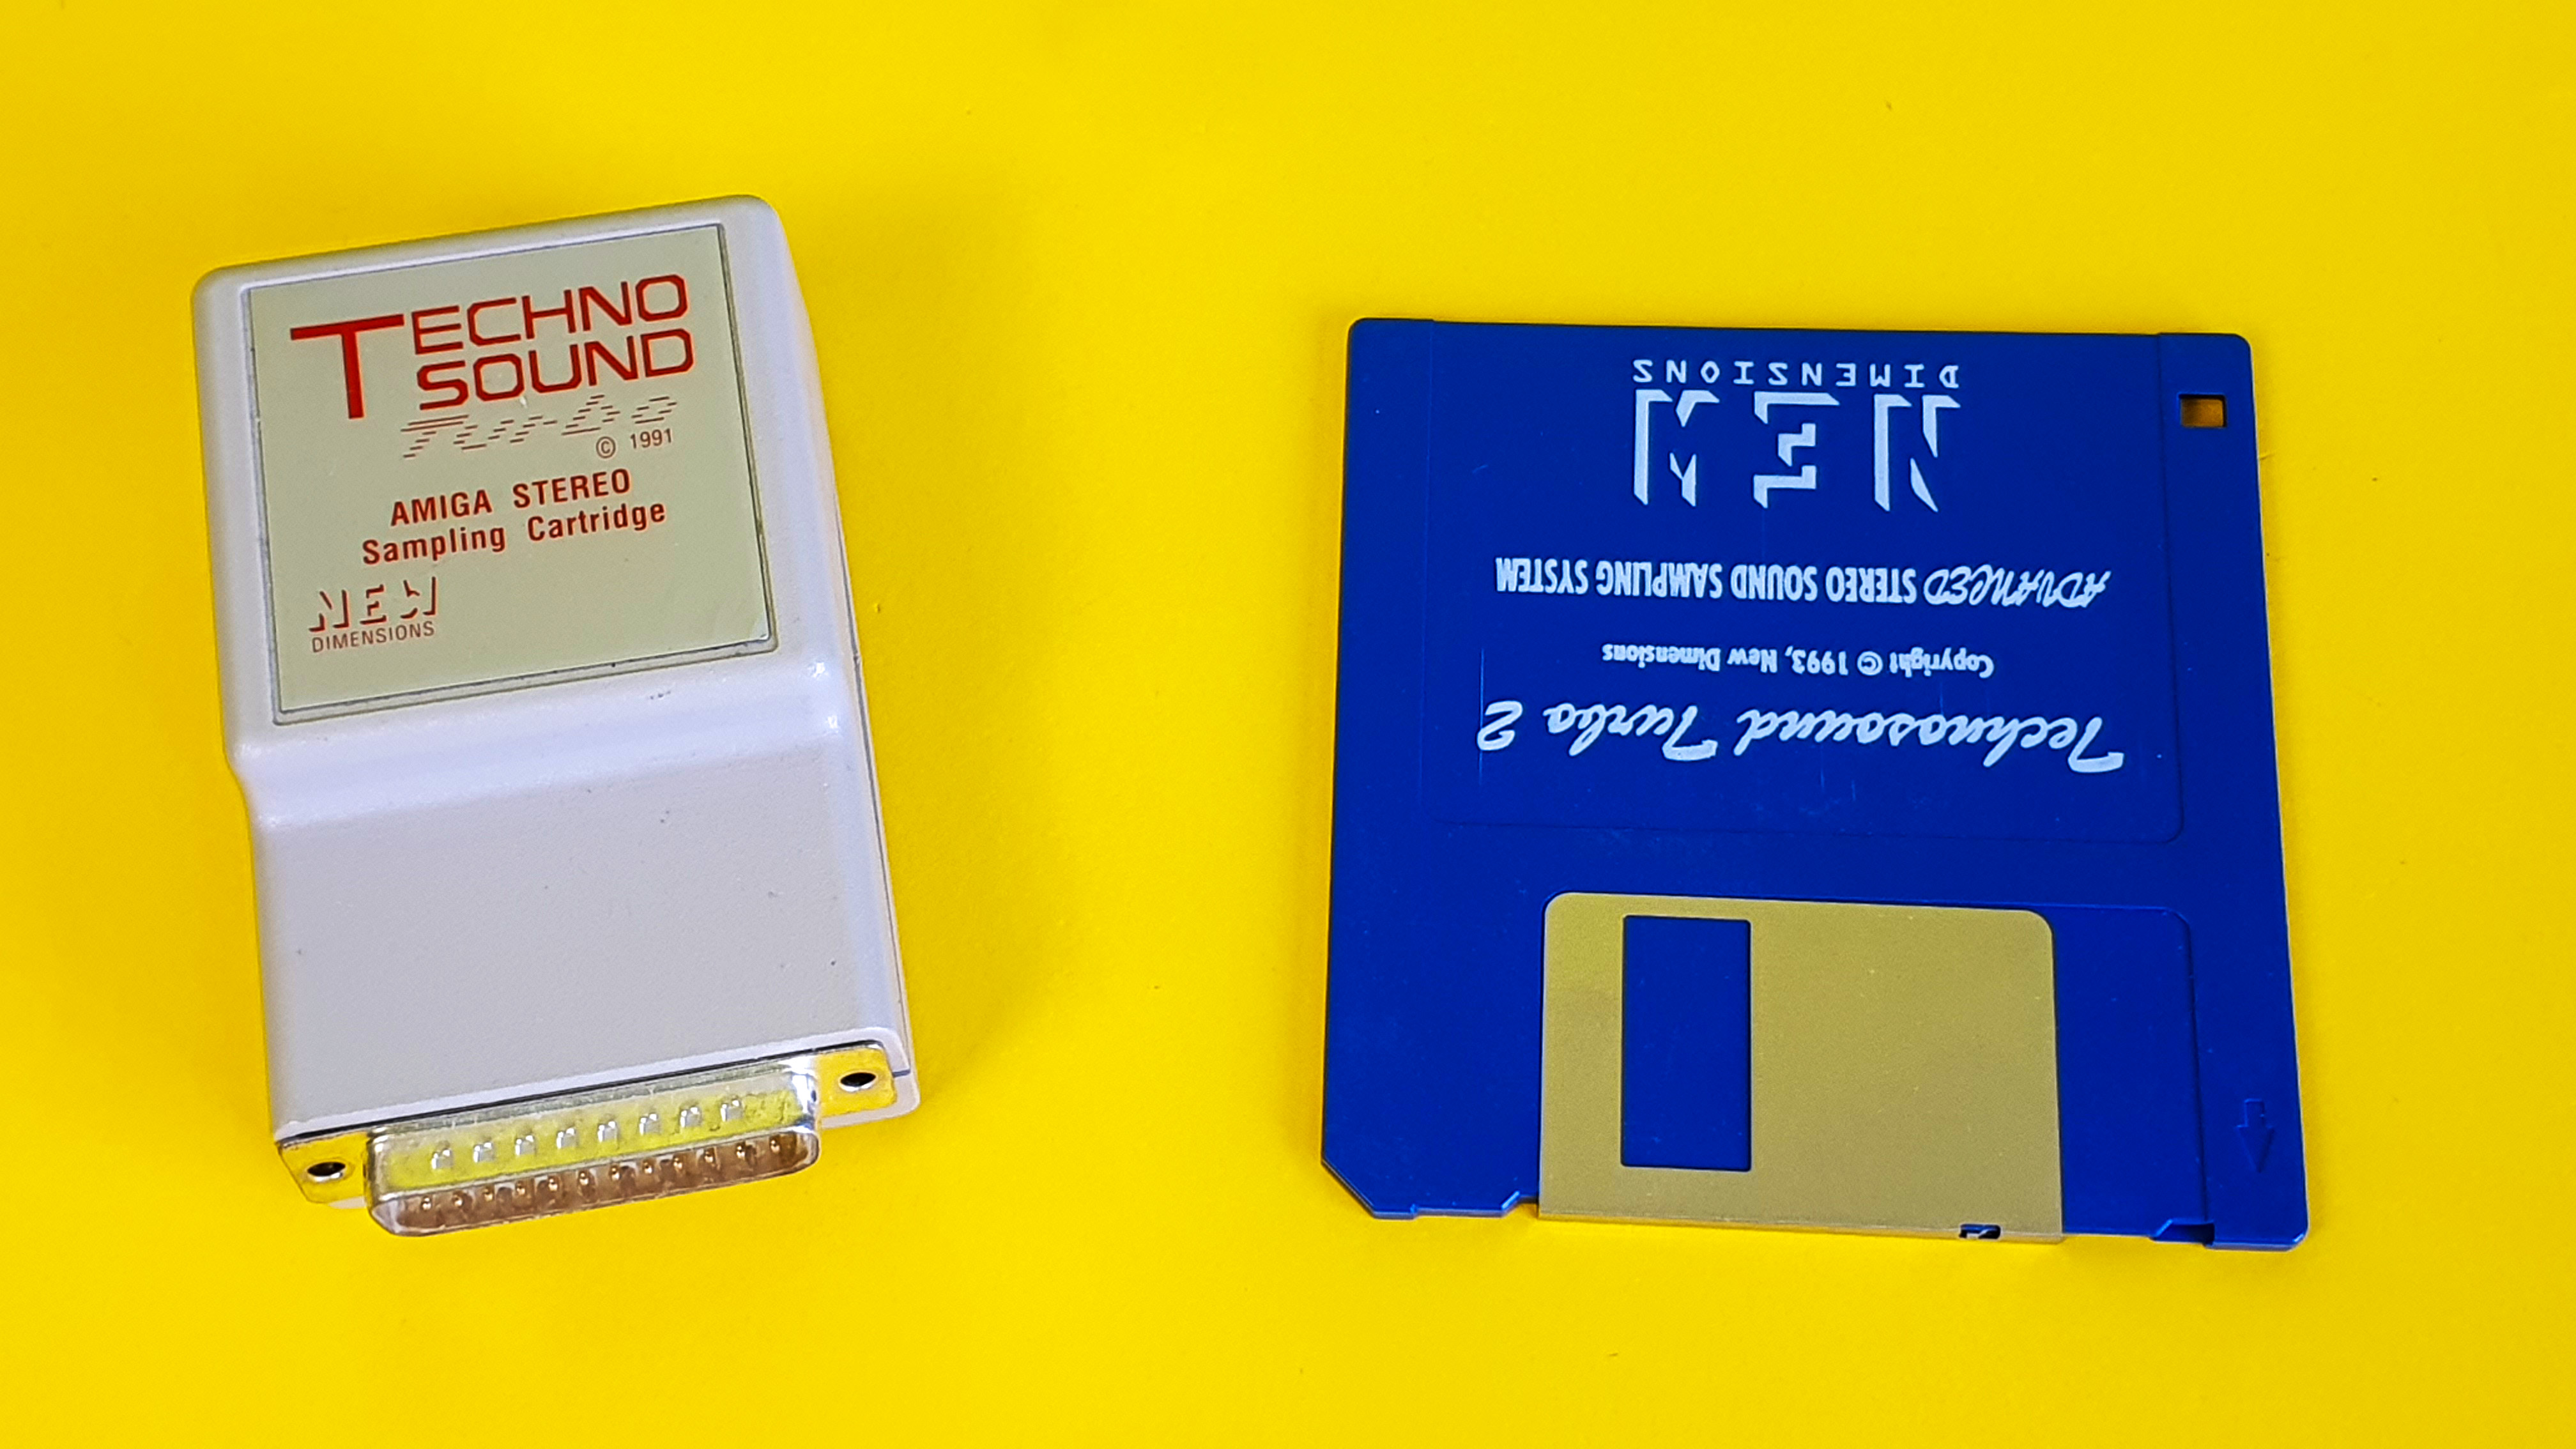 TECHNO
SOUND
Turbo
© 1991
AMIGA STEREO
Sampling Cartridge
NEW
DIMENSIONS
Technosound Turbo 2
Copyright © 1993, New Dimensions
ADVANCED STEREO SOUND SAMPLING SYSTEM
NEW
DIMENSIONS